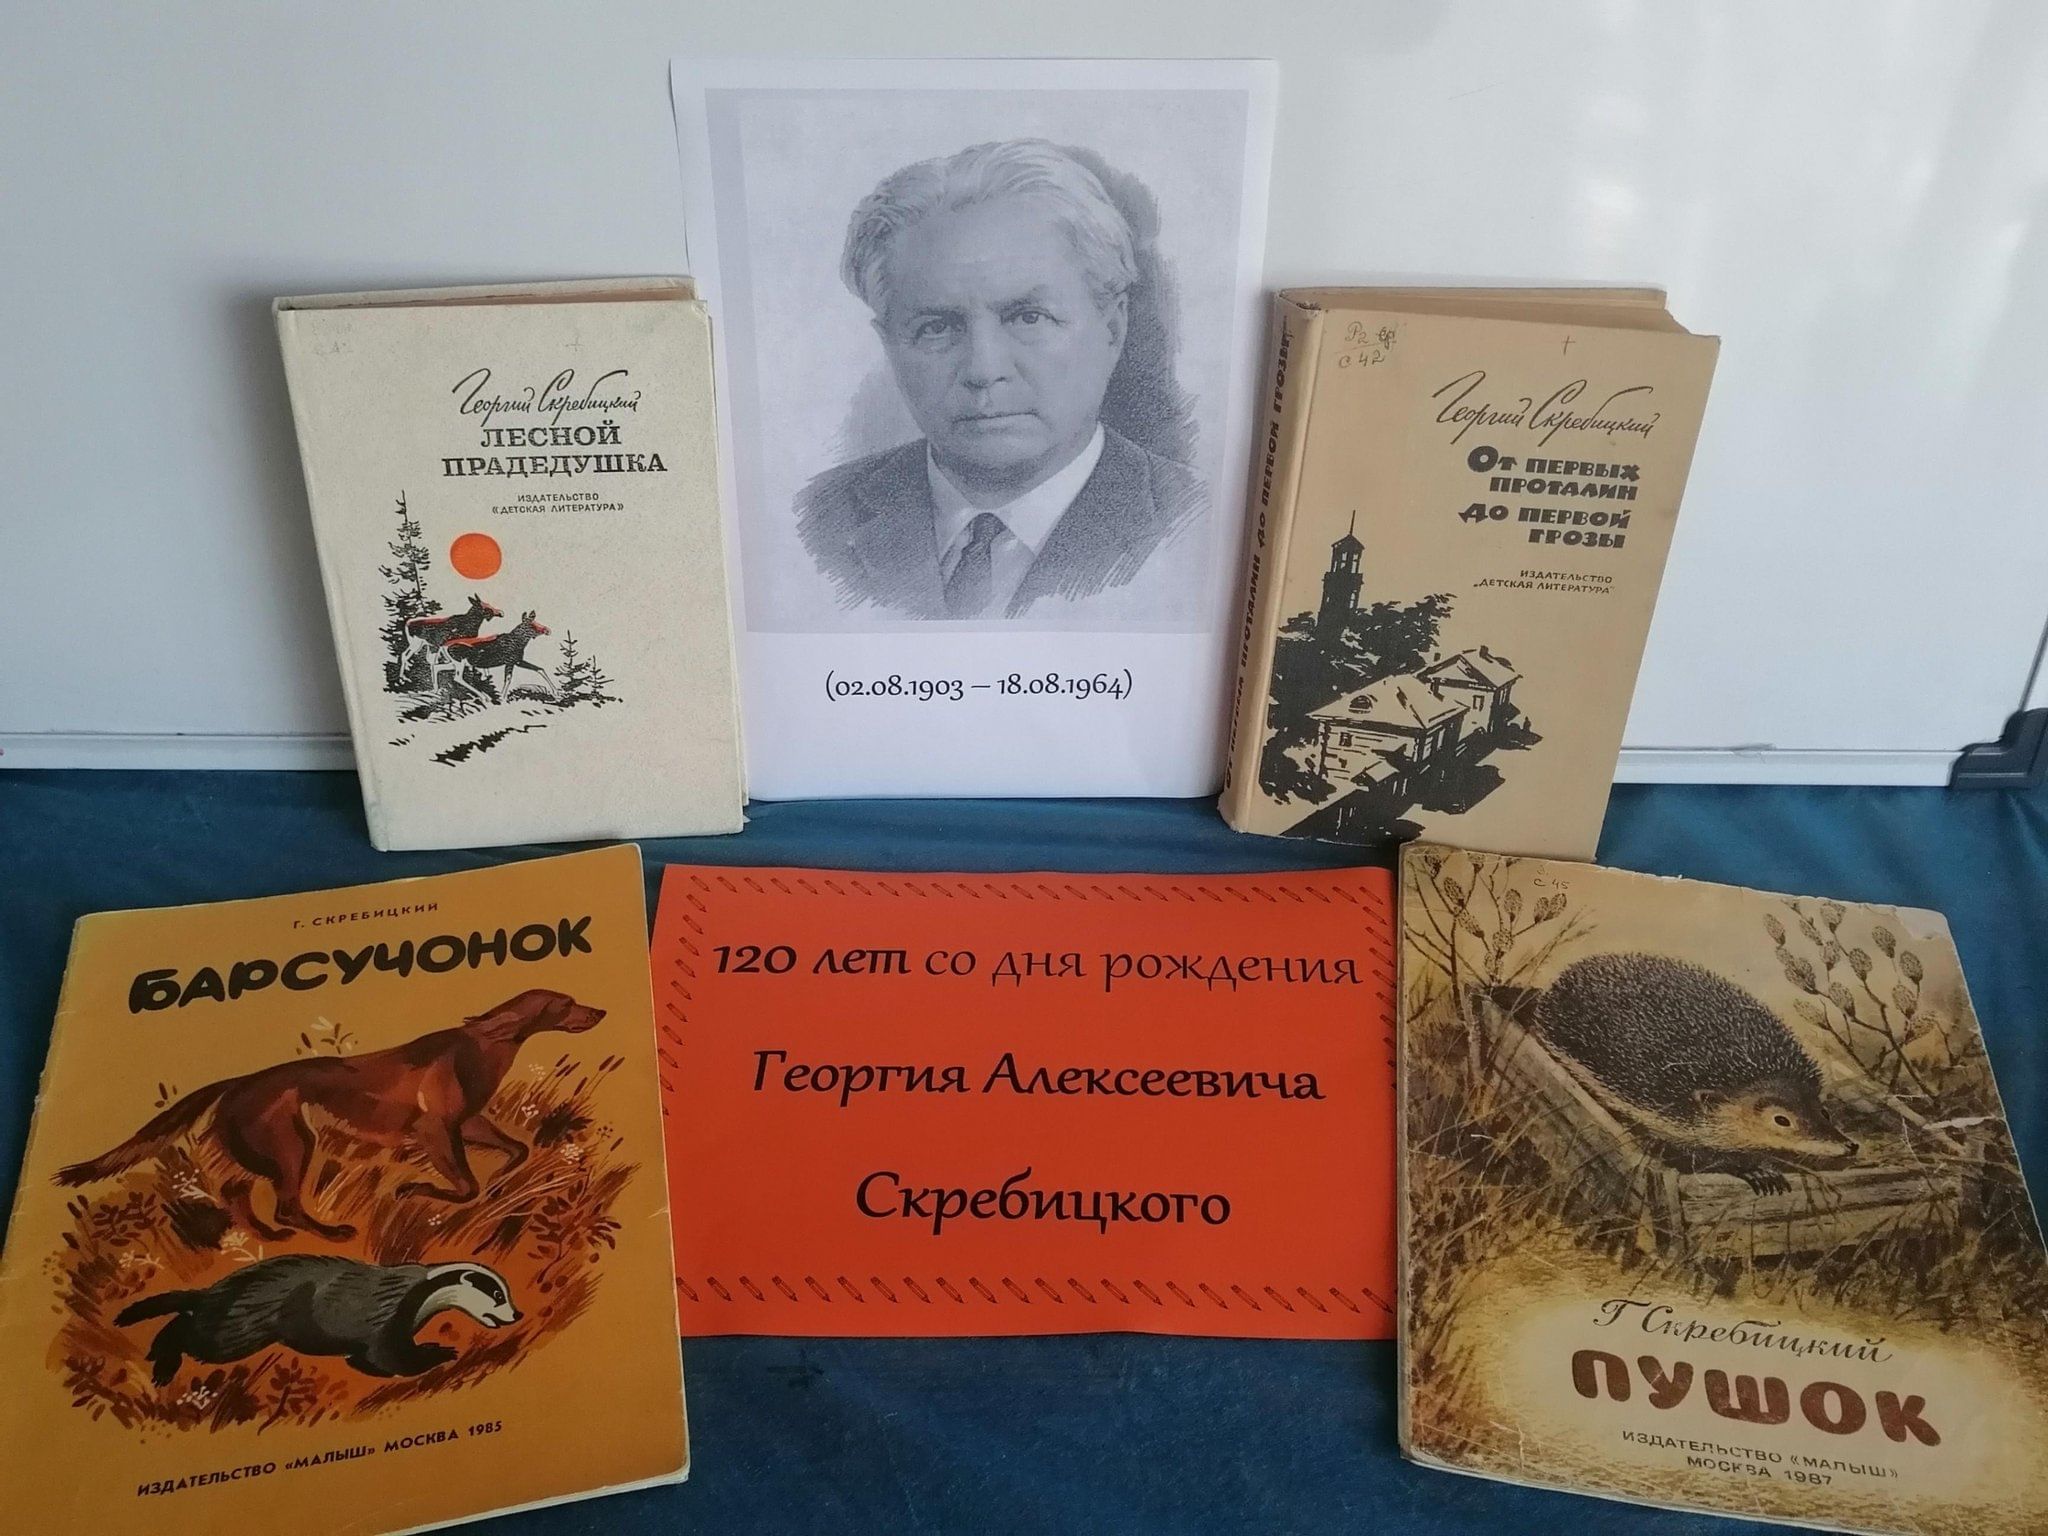 Георгий Скребицкий
ЛЕСНОЙ
ПРАДЕДУШКА
ИЗДАТЕЛЬСТВО
«ДЕТСКАЯ ЛИТЕРАТУРА»
(02.08.1903 – 18.08.1964)
С 42
Георгий Скребицкий
От первых
проталин
до первой
грозы
ИЗДАТЕЛЬСТВО
„ДЕТСКАЯ ЛИТЕРАТУРА"
От первых проталин до первой грозы
Г. СКРЕБИЦКИЙ
БАРСУЧОНОК
ИЗДАТЕЛЬСТВО «МАЛЫШ» МОСКВА 1985
120 лет со дня рождения
Георгия Алексеевича
Скребицкого
С 45
Г Скребицкий
ПУШОК
ИЗДАТЕЛЬСТВО «МАЛЫШ»
МОСКВА 1987